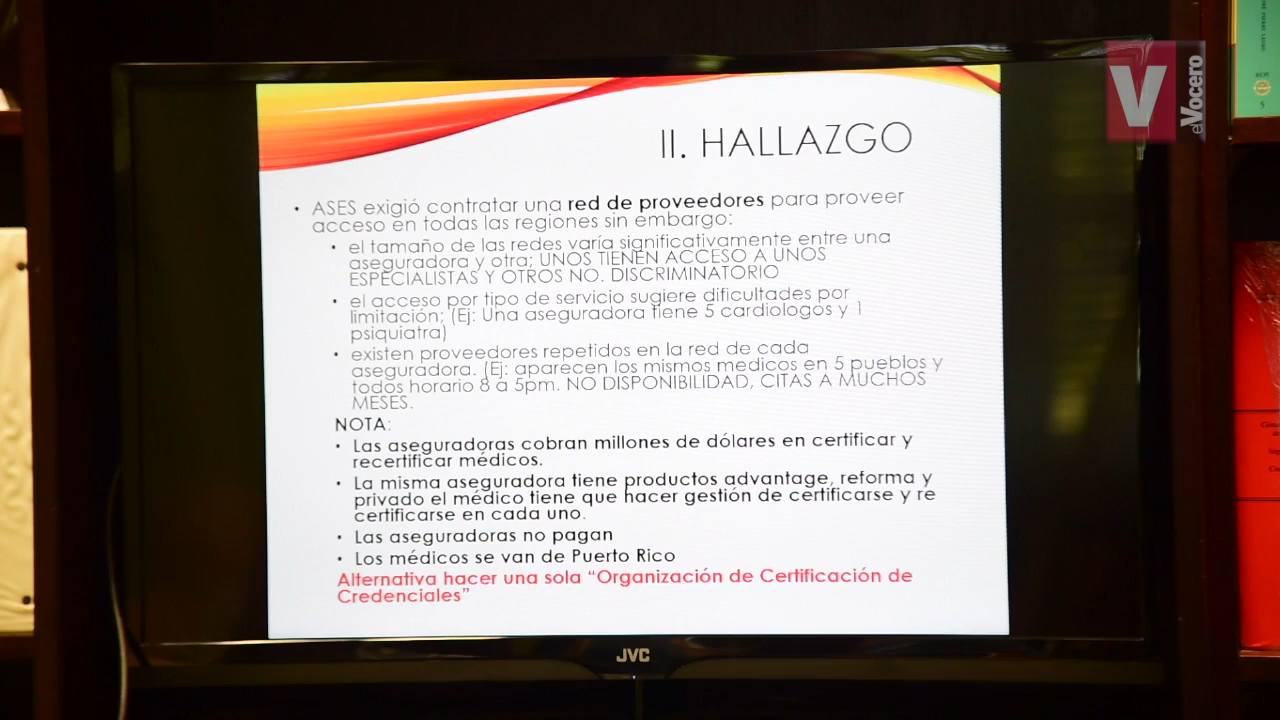 V
el Vocero
II. HALLAZGO
• ASES exigió contratar una red de proveedores para proveer
acceso en todas las regiones sin embargo:
• el tamaño de las redes varía significativamente entre una
aseguradora y otra; UNOS TIENEN ACCESO A UNOS
ESPECIALISTAS Y OTROS NO. DISCRIMINATORIO
• el acceso por tipo de servicio sugiere dificultades por
limitación; (Ej: Una aseguradora tiene 5 cardiologos y 1
psiquiatra)
• existen proveedores repetidos en la red de cada
aseguradora. (Ej: aparecen los mismos medicos en 5 pueblos y
todos horario 8 a 5pm. NO DISPONIBILIDAD, CITAS A MUCHOS
MESES.
NOTA:
• Las aseguradoras cobran millones de dólares en certificar y
recertificar médicos.
• La misma aseguradora tiene productos advantage, reforma y
privado el médico tiene que hacer gestión de certificarse y re
certificarse en cada uno.
• Las aseguradoras no pagan
• Los médicos se van de Puerto Rico
Alternativa hacer una sola “Organización de Certificación de
Credenciales”
JVC
5